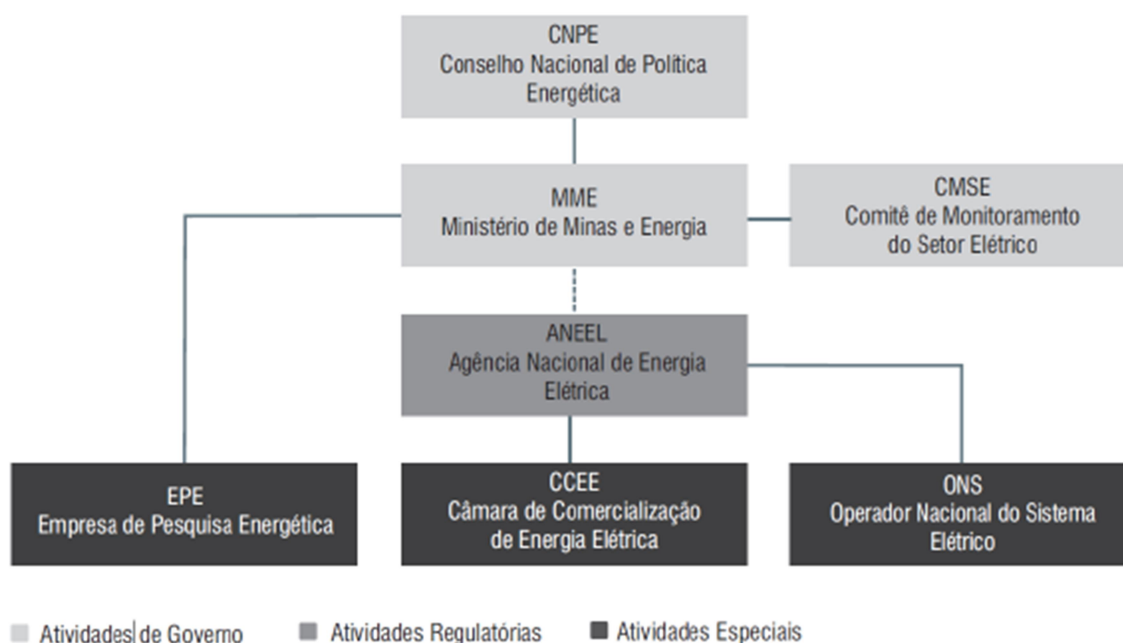 CNPE
Conselho Nacional de Política
Energética
MME
Ministério de Minas e Energia
CMSE
Comitê de Monitoramento
do Setor Elétrico
ANEEL
Agência Nacional de Energia
Elétrica
EPE
Empresa de Pesquisa Energética
CCEE
Câmara de Comercialização
de Energia Elétrica
ONS
Operador Nacional do Sistema
Elétrico
Atividades de Governo
Atividades Regulatórias
Atividades Especiais